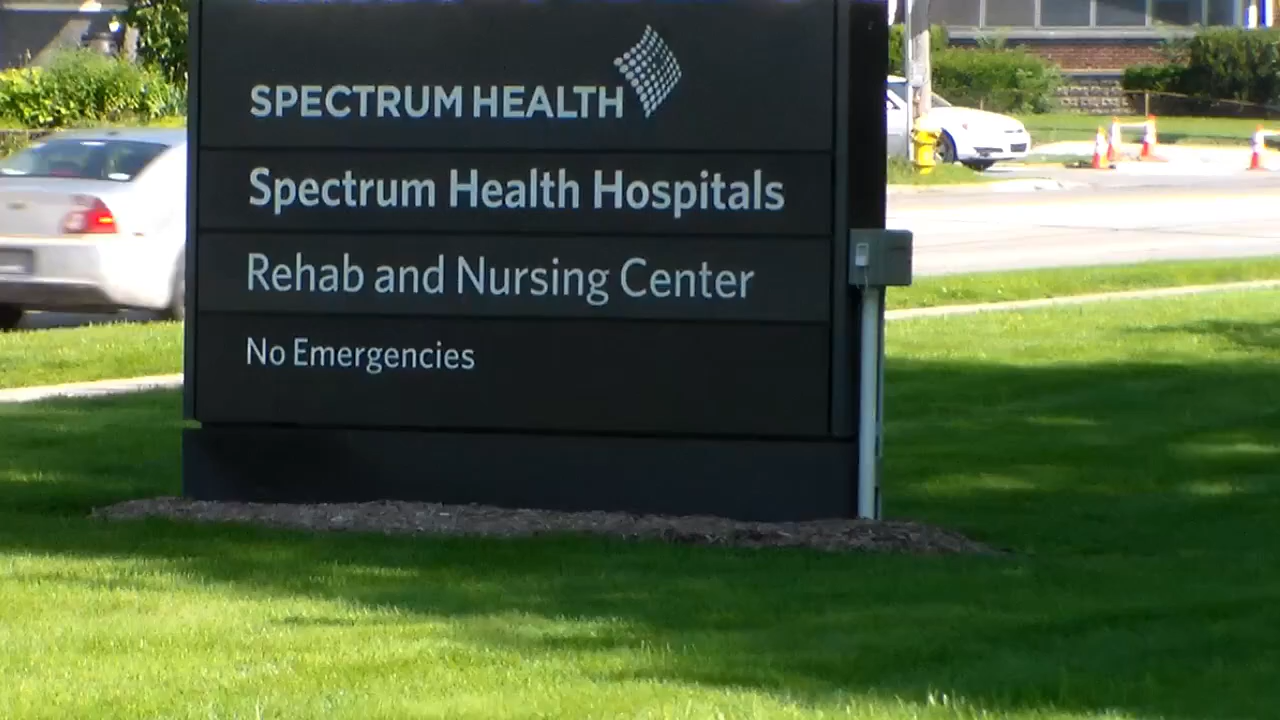 SPECTRUM HEALTH
Spectrum Health Hospitals
Rehab and Nursing Center
No Emergencies